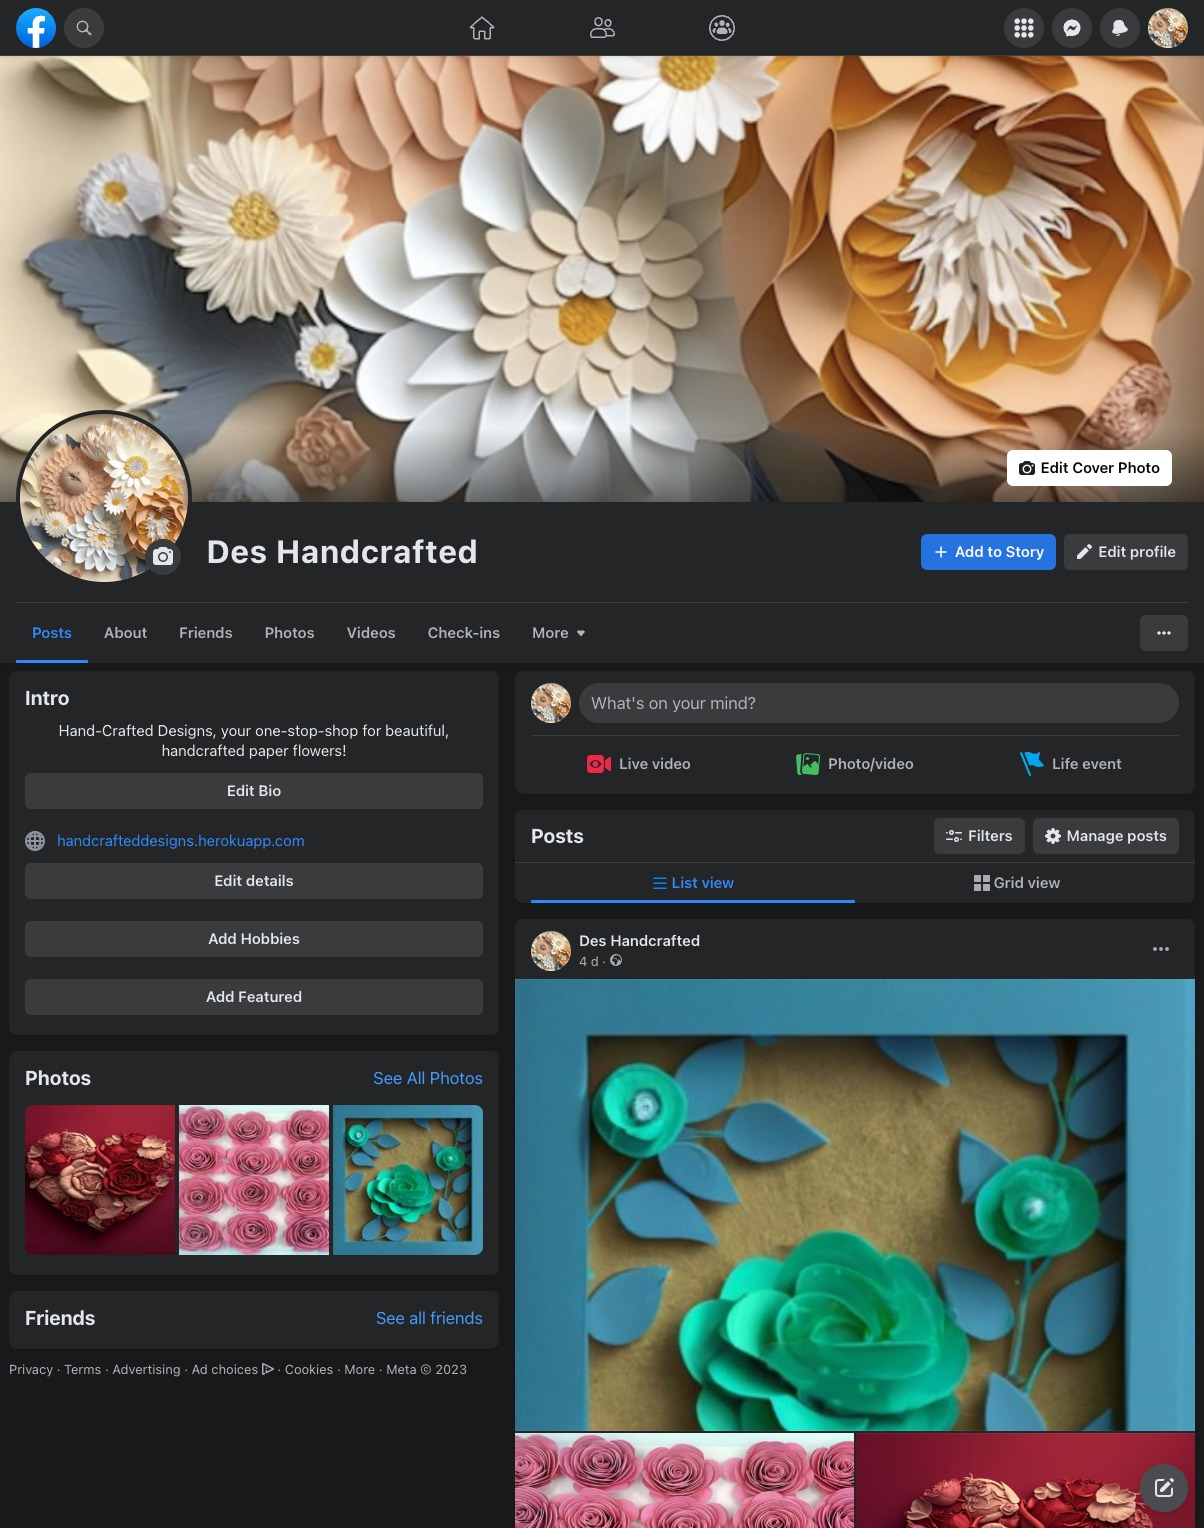 Edit Cover Photo
Des Handcrafted
Add to Story
Edit profile
Posts
About
Friends
Photos
Videos
Check-ins
More
Intro
Hand-Crafted Designs, your one-stop-shop for beautiful,
handcrafted paper flowers!
Edit Bio
handcrafteddesigns.herokuapp.com
Edit details
Add Hobbies
Add Featured
Photos
See All Photos
Friends
See all friends
Privacy · Terms · Advertising · Ad choices · Cookies · More · Meta © 2023
What's on your mind?
Live video
Photo/video
Life event
Posts
Filters
Manage posts
List view
Grid view
Des Handcrafted
4 d ·